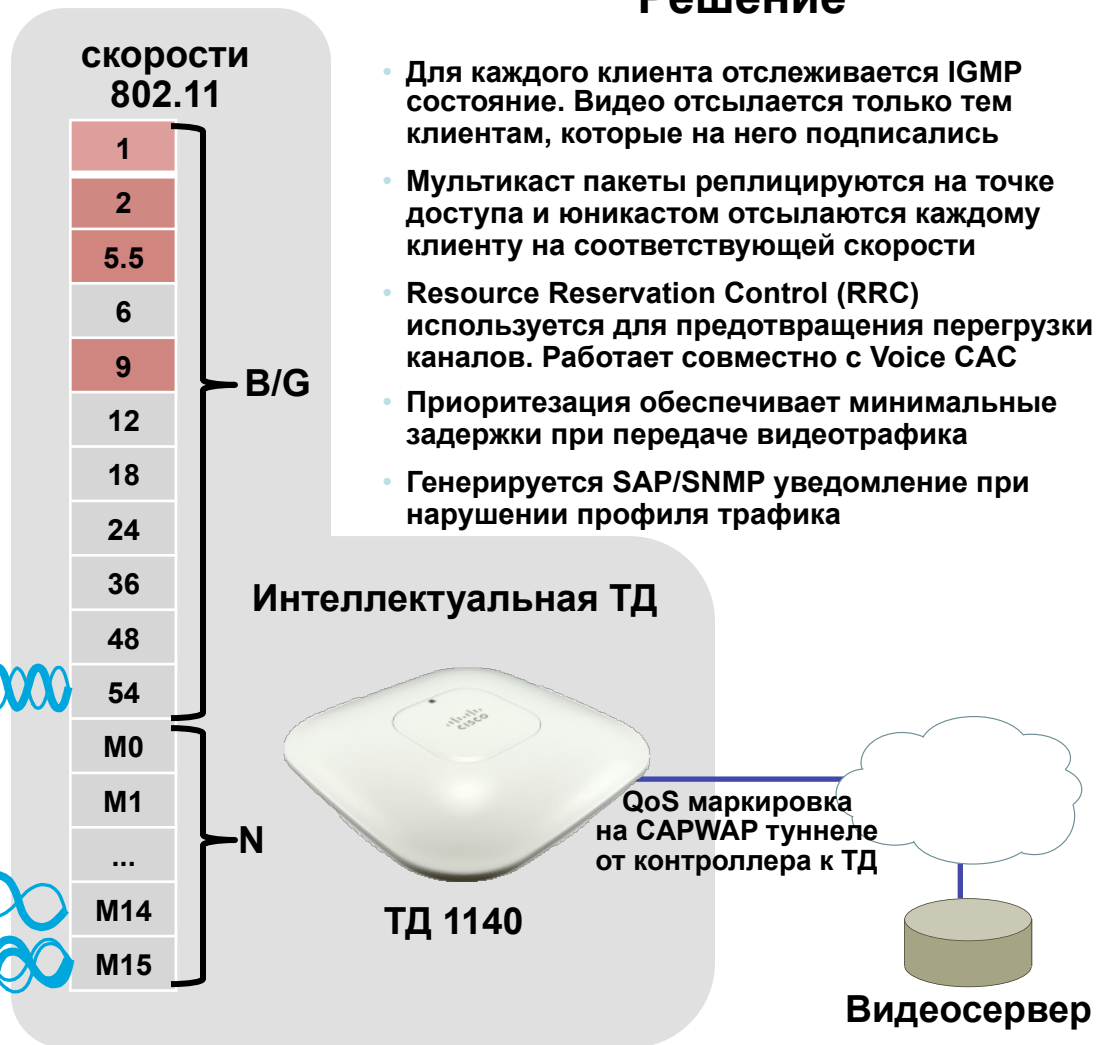 Решение
скорости
802.11
1
2
5.5
6
9
12
18
24
36
48
54
M0
M1
...
M14
M15
B/G
N
• Для каждого клиента отслеживается IGMP
состояние. Видео отсылается только тем
клиентам, которые на него подписались
• Мультикаст пакеты реплицируются на точке
доступа и юникастом отсылаются каждому
клиенту на соответствующей скорости
• Resource Reservation Control (RRC)
используется для предотвращения перегрузки
каналов. Работает совместно с Voice CAC
• Приоритезация обеспечивает минимальные
задержки при передаче видеотрафика
• Генерируется SAP/SNMP уведомление при
нарушении профиля трафика
Интеллектуальная ТД
CISCO
ТД 1140
QoS маркировка
на CAPWAP туннеле
от контроллера к ТД
Видеосервер